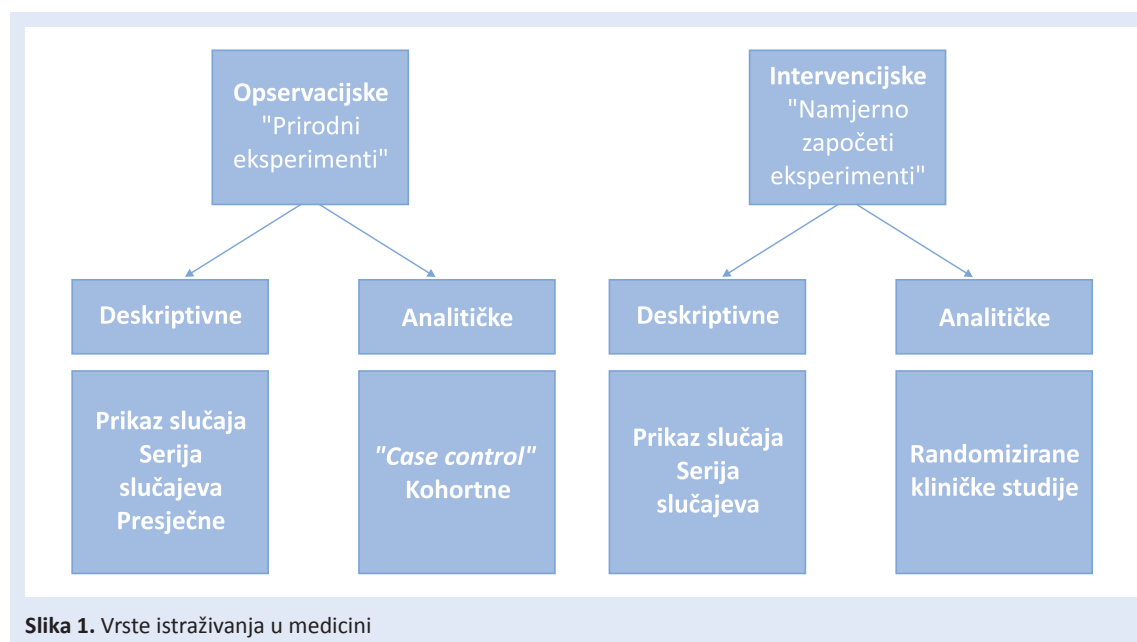 Opservacijske
"Prirodni
eksperimenti"
Intervencijske
"Namjerno
započeti
eksperimenti"
Deskriptivne
Analitičke
Deskriptivne
Analitičke
Prikaz slučaja
Serija
slučajeva
Presječne
"Case control"
Kohortne
Prikaz slučaja
Serija
slučajeva
Randomizirane
kliničke studije
Slika 1. Vrste istraživanja u medicini